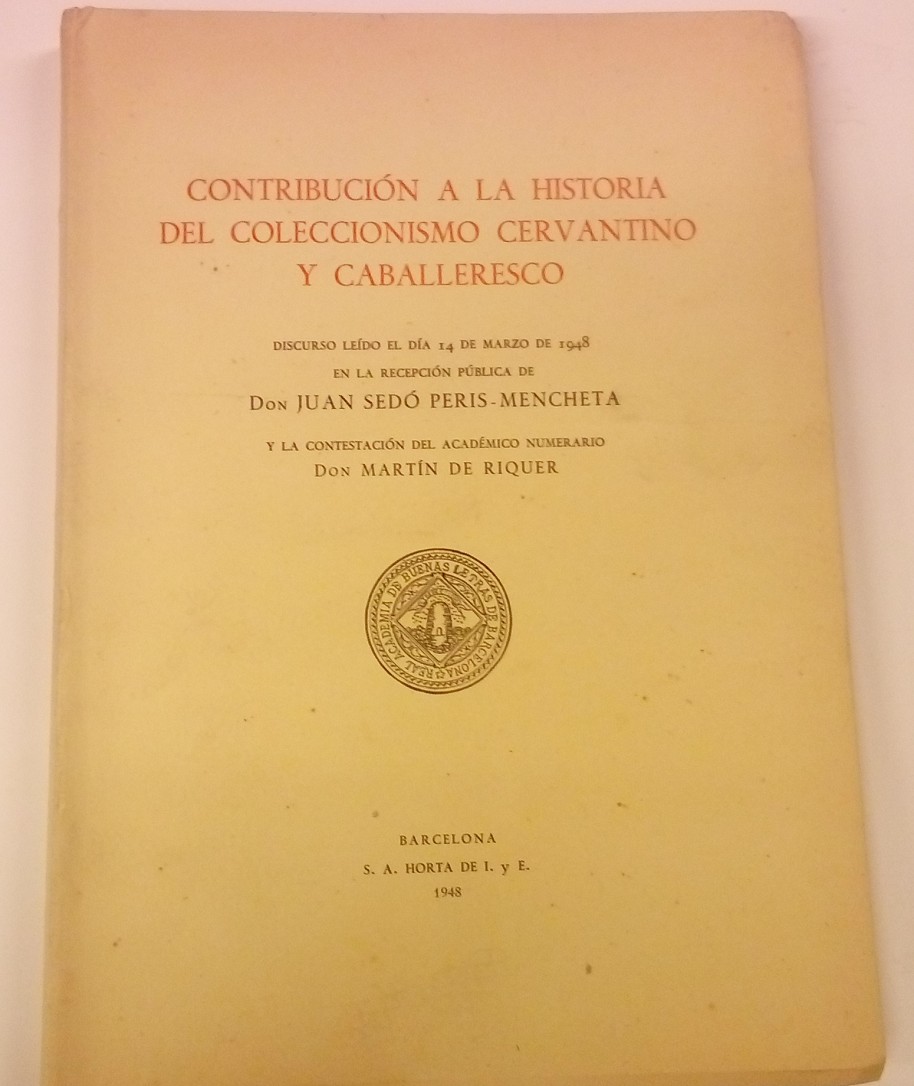 CONTRIBUCIÓN A LA HISTORIA
DEL COLECCIONISMO CERVANTINO
Y CABALLERESCO
DISCURSO LEÍDO EL DÍA 14 DE MARZO DE 1948
EN LA RECEPCIÓN PÚBLICA DE
DON JUAN SEDÓ PERIS-MENCHETA
Y LA CONTESTACIÓN DEL ACADÉMICO NUMERARIO
DON MARTÍN DE RIQUER
REAL ACADEMIA DE BUENAS LETRAS DE BARCELONA
BARCELONA
S. A. HORTA DE I. y E.
1948